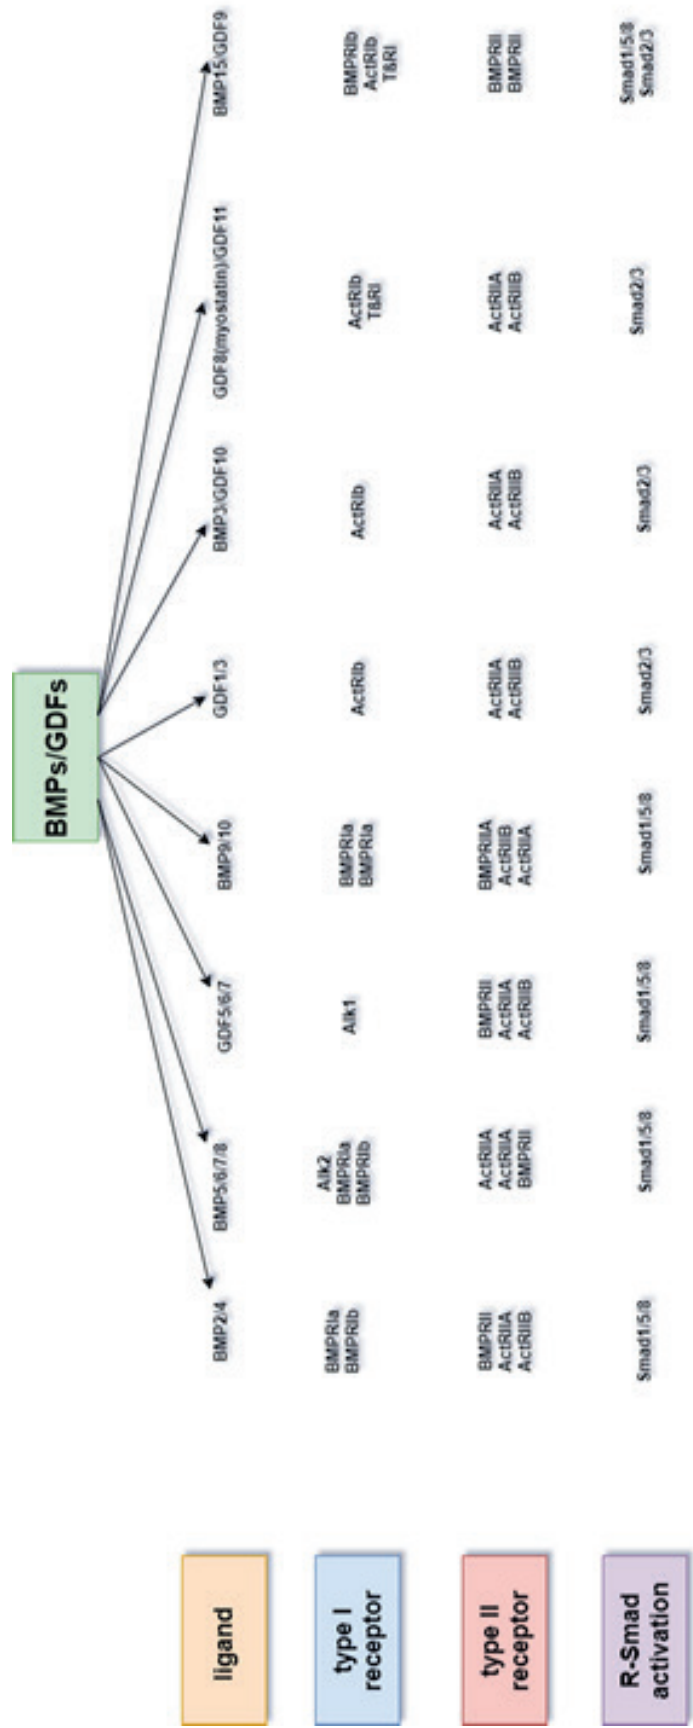 BMPs/GDFs
ligand
BMP2/4
BMP5/6/7/8
GDF5/6/7
BMP9/10
GDF1/3
BMP3/GDF10
GDF8(myostatin)/GDF11
BMP15/GDF9
type I
receptor
BMPRIa
BMPRIb
Alk2
BMPRIa
BMPRIb
Alk1
BMPRIa
BMPRIa
ActRIb
ActRIb
ActRIb
TßRI
BMPRIb
ActRIb
TßRI
type II
receptor
BMPRII
ActRIIA
ActRIIB
ActRIIA
ActRIIA
BMPRII
BMPRII
ActRIIA
ActRIIB
BMPRIIA
ActRIIB
ActRIIA
ActRIIA
ActRIIB
ActRIIA
ActRIIB
ActRIIA
ActRIIB
BMPRII
BMPRII
R-Smad
activation
Smad1/5/8
Smad1/5/8
Smad1/5/8
Smad1/5/8
Smad2/3
Smad2/3
Smad2/3
Smad1/5/8
Smad2/3